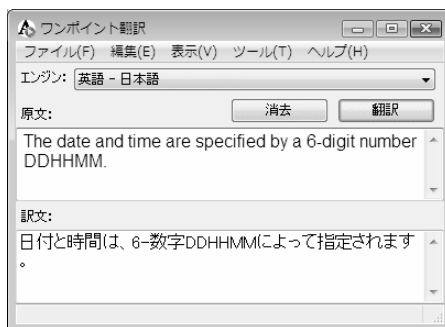 ワンポイント翻訳
ファイル(F) 編集(E) 表示(V) ツール(T) ヘルプ(H)
エンジン: 英語 - 日本語
原文: 消去 翻訳
The date and time are specified by a 6-digit number
DDHHMM.
訳文:
日付と時間は、6-数字DDHHMMによって指定されます
。